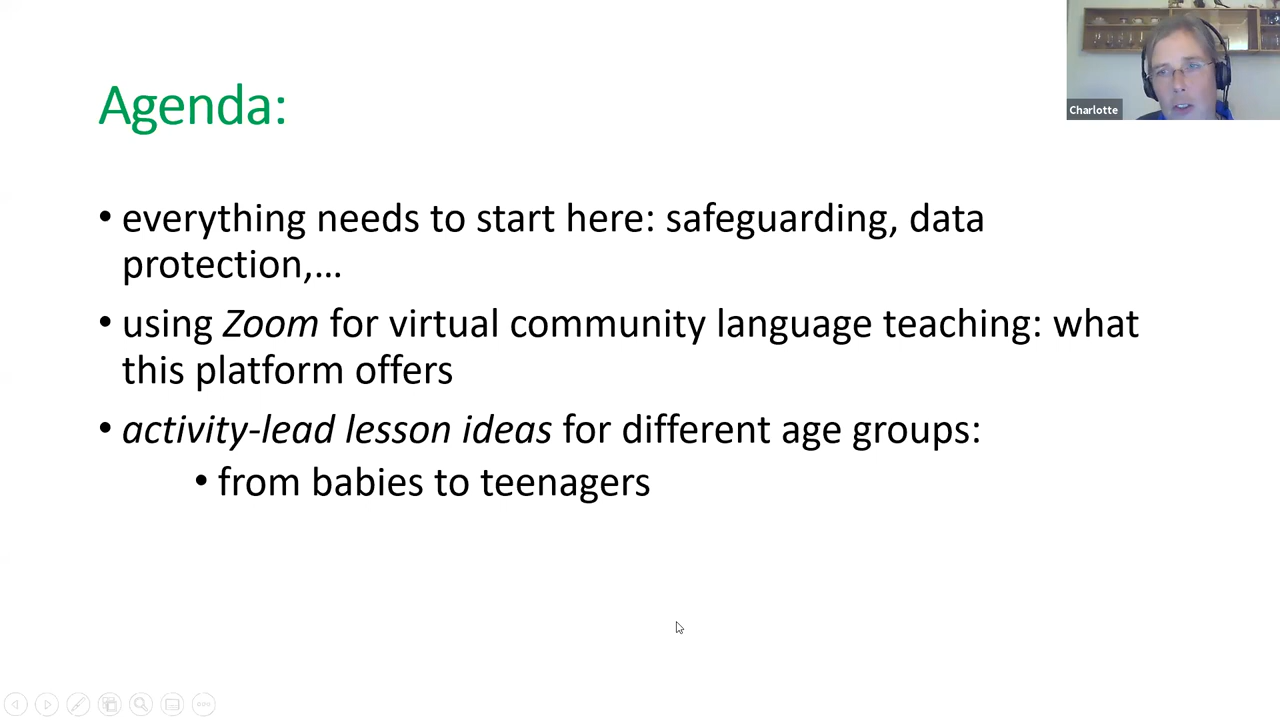 Agenda:
Charlotte
• everything needs to start here: safeguarding, data
protection,…
• using Zoom for virtual community language teaching: what
this platform offers
• activity-lead lesson ideas for different age groups:
• from babies to teenagers